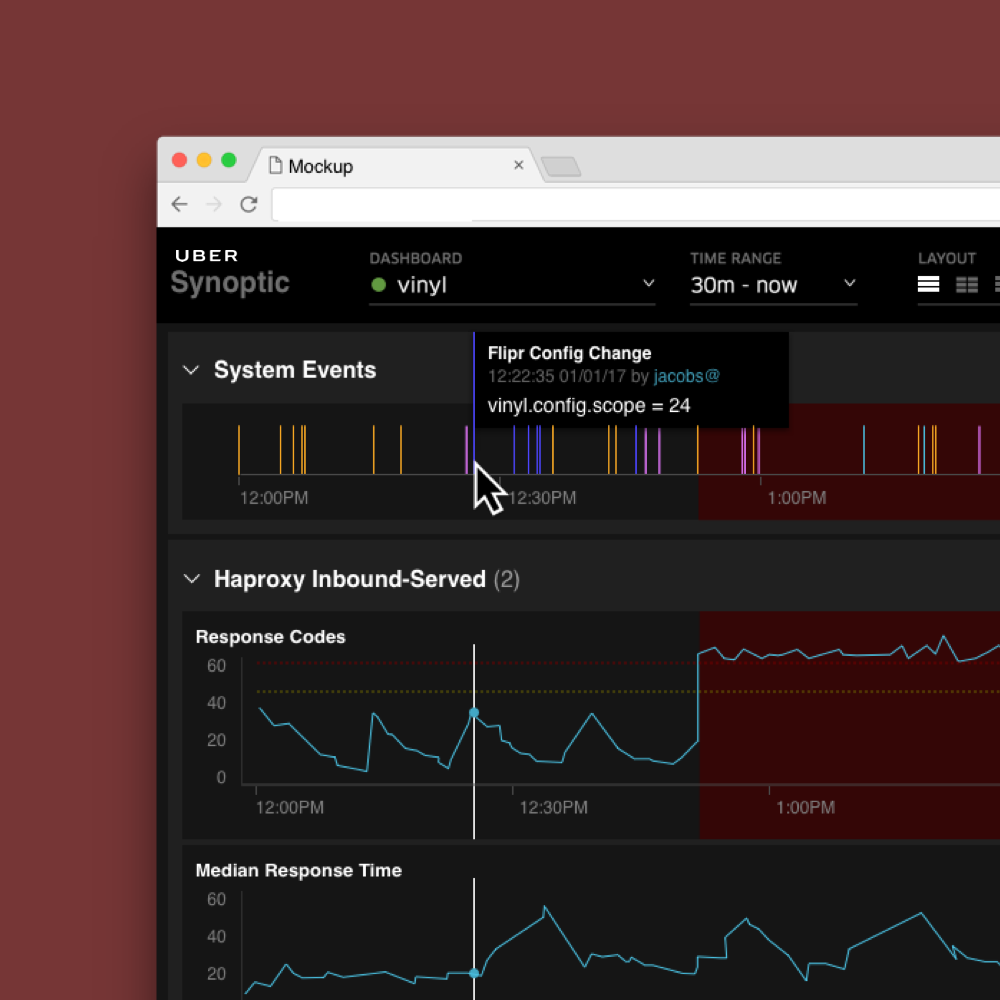 Mockup
UBER
Synoptic
DASHBOARD
vinyl
TIME RANGE
30m - now
LAYOUT
System Events
Flipr Config Change
12:22:35 01/01/17 by jacobs@
vinyl.config.scope = 24
12:00PM
12:30PM
1:00PM
Haproxy Inbound-Served (2)
Response Codes
60
40
20
0
12:00PM
12:30PM
1:00PM
Median Response Time
60
40
20